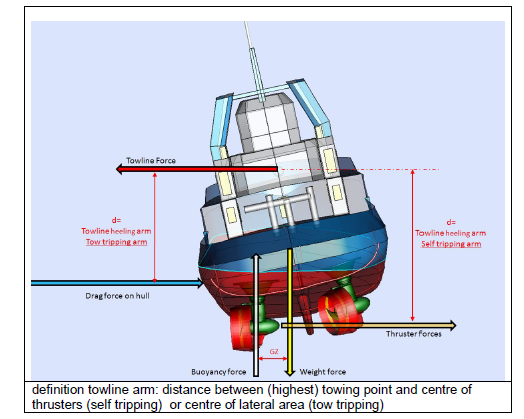 Towline Force
d=
Towline heeling arm
Tow tripping arm
d=
Towline heeling arm
Self tripping arm
Drag force on hull
Thruster forces
GZ
Buoyancy force
Weight force
definition towline arm: distance between (highest) towing point and centre of
thrusters (self tripping) or centre of lateral area (tow tripping)